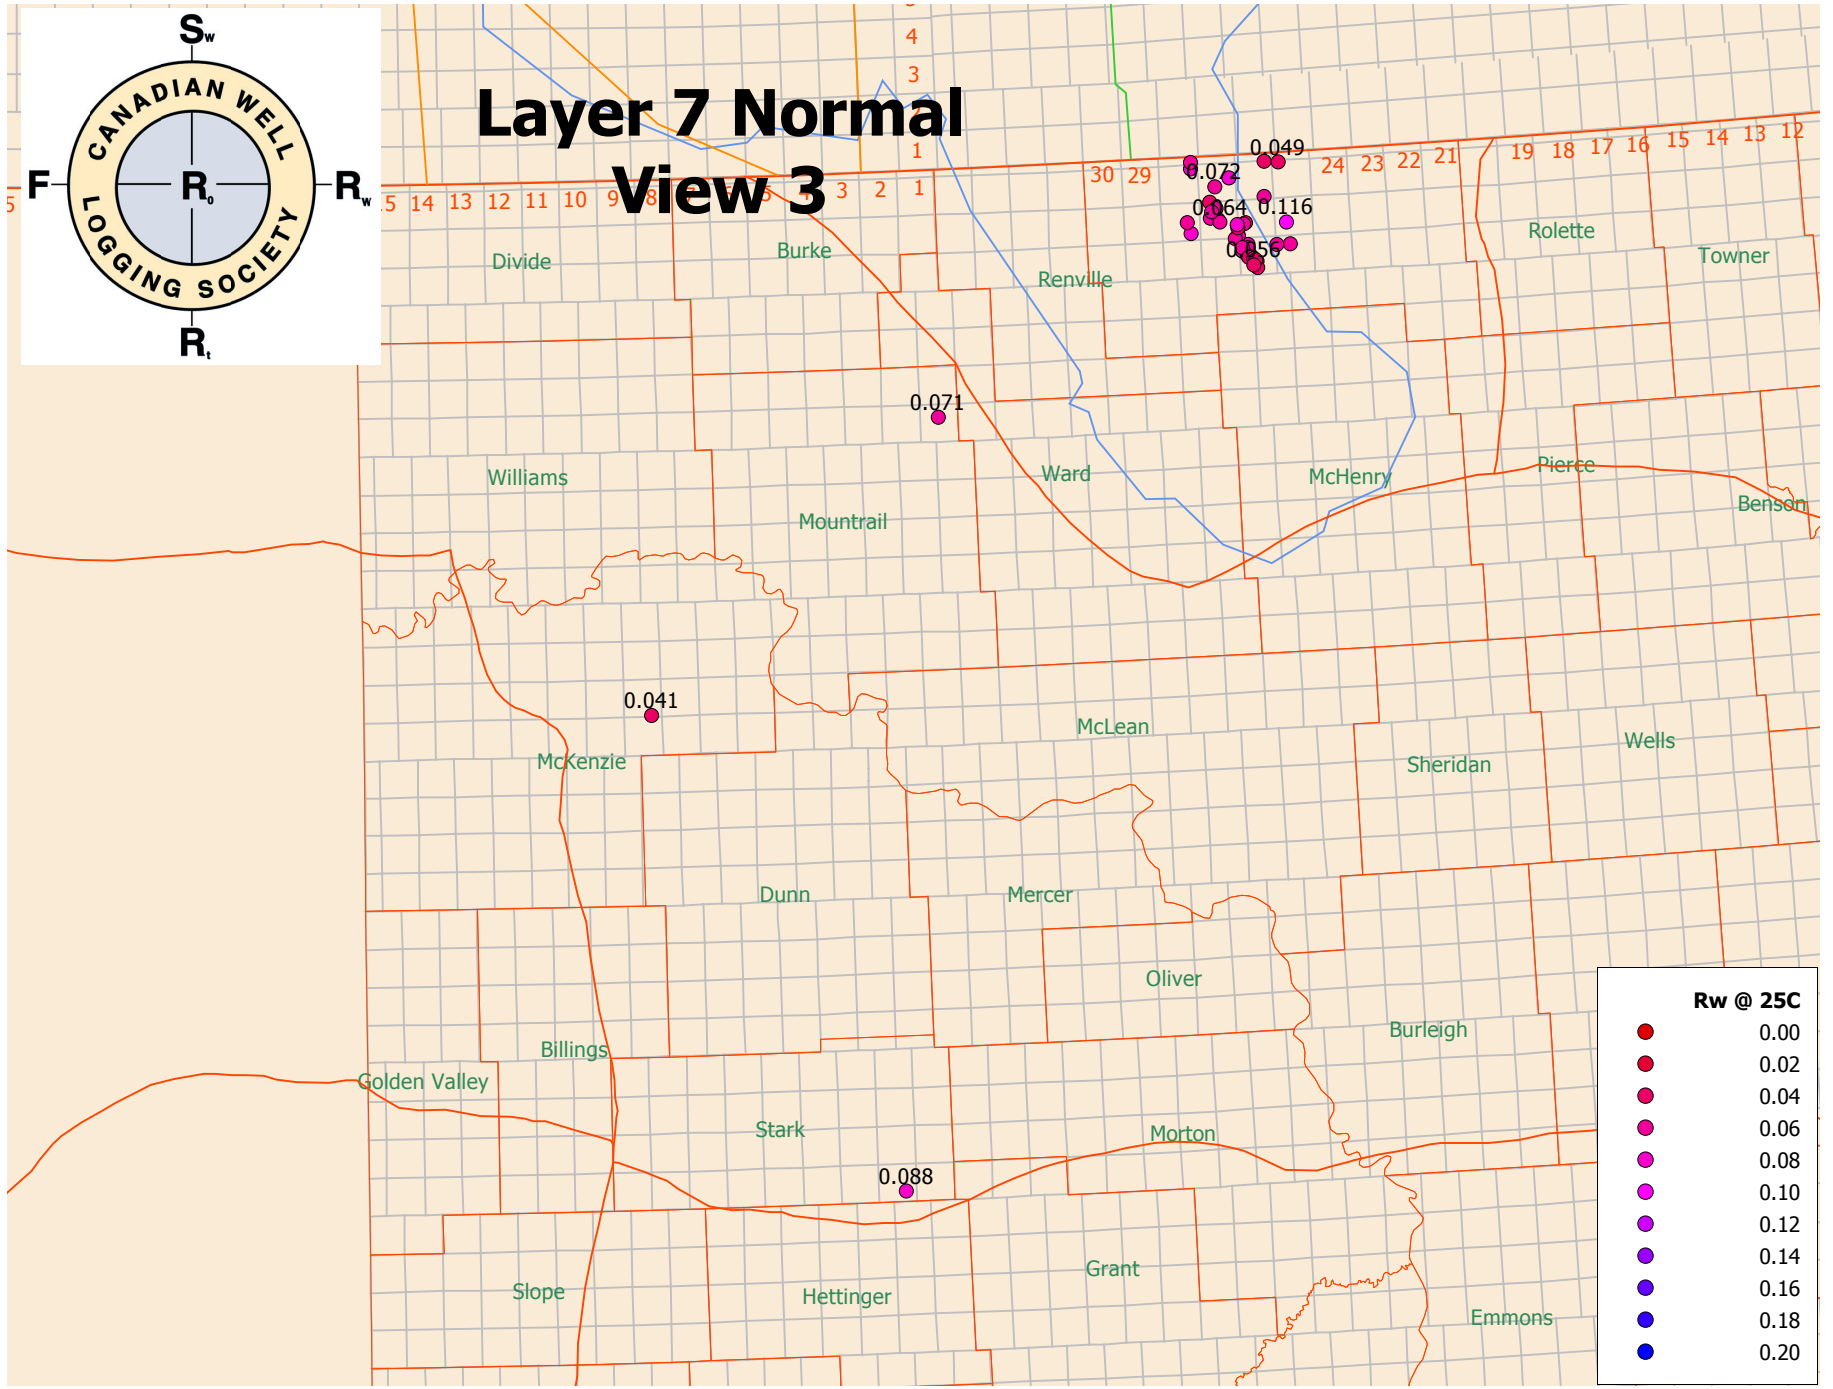 Layer 7 Normal
View 3
CANADIAN WELL
LOGGING SOCIETY
Sw
F
R0
Rw
Rt
4
3
1
5
15 14 13 12 11 10 9 8 3 2 1
30 29 24 23 22 21 19 18 17 16 15 14 13 12
0.049
0.072
0.064
0.116
0.056
Divide
Burke
Renville
Rolette
Towner
0.071
Williams
Mountrail
Ward
McHenry
Pierce
Benson
0.041
McKenzie
McLean
Sheridan
Wells
Dunn
Mercer
Oliver
Billings
Burleigh
Golden Valley
Stark
Morton
0.088
Slope
Hettinger
Grant
Emmons
Rw @ 25C
0.00
0.02
0.04
0.06
0.08
0.10
0.12
0.14
0.16
0.18
0.20